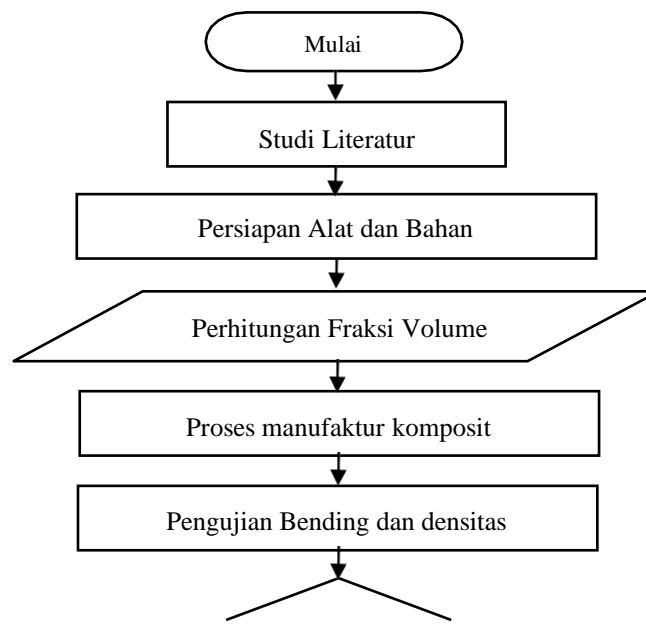 Mulai
Studi Literatur
Persiapan Alat dan Bahan
Perhitungan Fraksi Volume
Proses manufaktur komposit
Pengujian Bending dan densitas